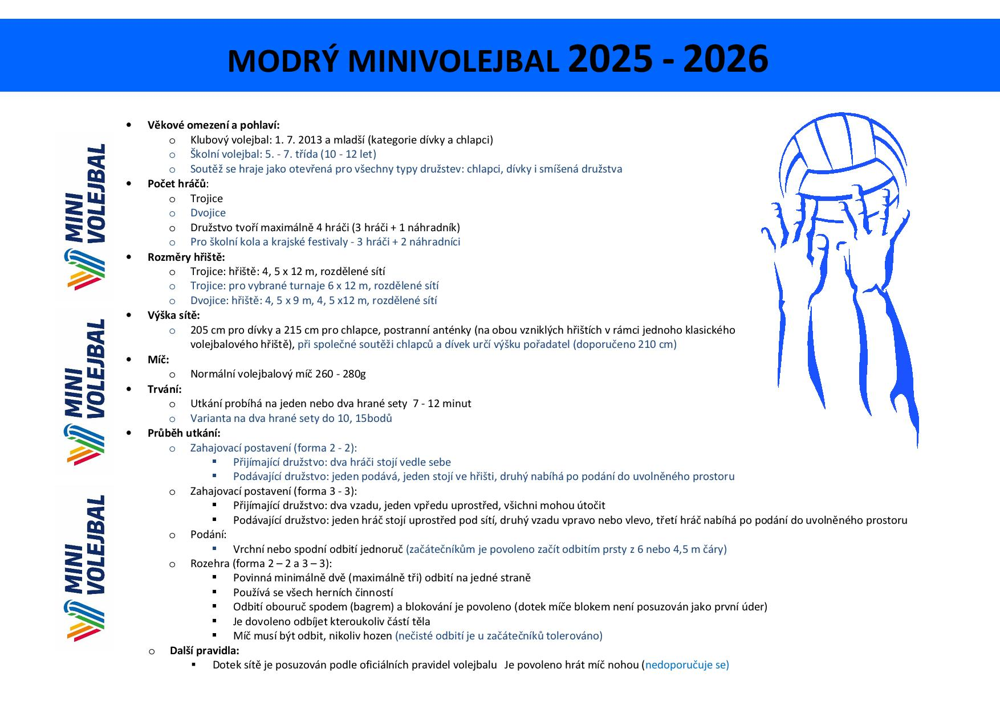 MODRÝ MINIVOLEJBAL 2025 - 2026
• Věkové omezení a pohlaví:
o Klubový volejbal: 1. 7. 2013 a mladší (kategorie dívky a chlapci)
o Školní volejbal: 5. - 7. třída (10 - 12 let)
o Soutěž se hraje jako otevřená pro všechny typy družstev: chlapci, dívky i smíšená družstva
• Počet hráčů:
o Trojice
o Dvojice
o Družstvo tvoří maximálně 4 hráči (3 hráči + 1 náhradník)
o Pro školní kola a krajské festivaly - 3 hráči + 2 náhradníci
• Rozměry hřiště:
o Trojice: hřiště: 4, 5 x 12 m, rozdělené sítí
o Trojice: pro vybrané turnaje 6 x 12 m, rozdělené sítí
o Dvojice: hřiště: 4, 5 x 9 m, 4, 5 x12 m, rozdělené sítí
• Výška sítě:
o 205 cm pro dívky a 215 cm pro chlapce, postranní anténky (na obou vzniklých hřištích v rámci jednoho klasického
volejbalového hřiště), při společné soutěži chlapců a dívek určí výšku pořadatel (doporučeno 210 cm)
• Míč:
o Normální volejbalový míč 260 - 280g
• Trvání:
o Utkání probíhá na jeden nebo dva hrané sety 7 - 12 minut
o Varianta na dva hrané sety do 10, 15bodů
• Průběh utkání:
o Zahajovací postavení (forma 2 - 2):
▪ Přijímající družstvo: dva hráči stojí vedle sebe
▪ Podávající družstvo: jeden podává, jeden stojí ve hřišti, druhý nabíhá po podání do uvolněného prostoru
o Zahajovací postavení (forma 3 - 3):
▪ Přijímající družstvo: dva vzadu, jeden vpředu uprostřed, všichni mohou útočit
▪ Podávající družstvo: jeden hráč stojí uprostřed pod sítí, druhý vzadu vpravo nebo vlevo, třetí hráč nabíhá po podání do uvolněného prostoru
o Podání:
▪ Vrchní nebo spodní odbití jednoruč (začátečníkům je povoleno začít odbitím prsty z 6 nebo 4,5 m čáry)
o Rozehra (forma 2 – 2 a 3 – 3):
▪ Povinná minimálně dvě (maximálně tři) odbití na jedné straně
▪ Používá se všech herních činností
▪ Odbití obouruč spodem (bagrem) a blokování je povoleno (dotek míče blokem není posuzován jako první úder)
▪ Je dovoleno odbíjet kteroukoliv částí těla
▪ Míč musí být odbit, nikoliv hozen (nečisté odbití je u začátečníků tolerováno)
o Další pravidla:
▪ Dotek sítě je posuzován podle oficiálních pravidel volejbalu Je povoleno hrát míč nohou (nedoporučuje se)
MINI
VOLEJBAL
MINI
VOLEJBAL
MINI
VOLEJBAL